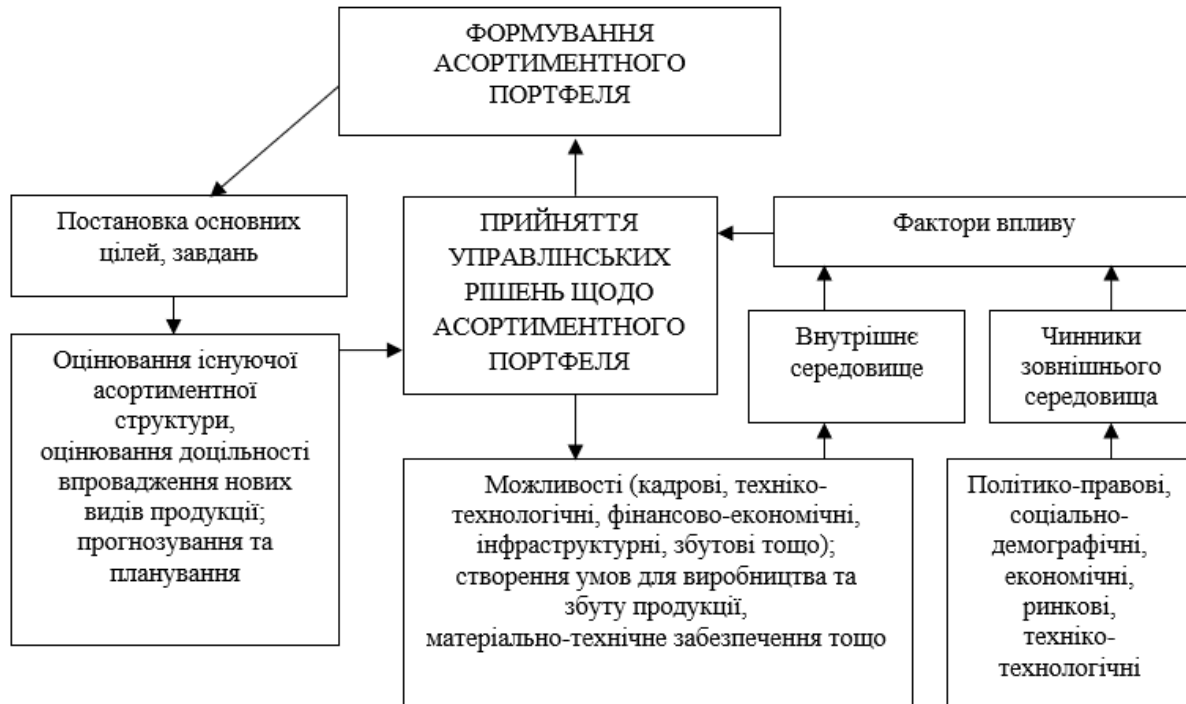 ФОРМУВАННЯ
АСОРТИМЕНТНОГО
ПОРТФЕЛЯ
Постановка основних
цілей, завдань
ПРИЙНЯТТЯ
УПРАВЛІНСЬКИХ
РІШЕНЬ ЩОДО
АСОРТИМЕНТНОГО
ПОРТФЕЛЯ
Фактори впливу
Оцінювання існуючої
асортиментної
структури,
оцінювання доцільності
впровадження нових
видів продукції;
прогнозування та
планування
Внутрішнє
середовище
Чинники
зовнішнього
середовища
Можливості (кадрові, техніко-
технологічні, фінансово-економічні,
інфраструктурні, збутові тощо);
створення умов для виробництва та
збуту продукції,
матеріально-технічне забезпечення тощо
Політико-правові,
соціально-
демографічні,
економічні,
ринкові,
техніко-
технологічні